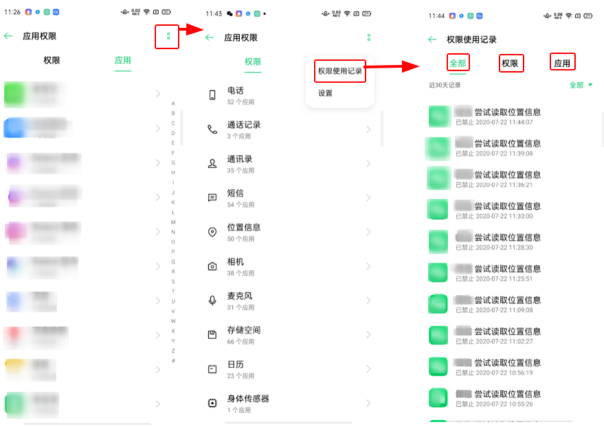 11:26
应用权限
权限
应用
A
B
C
D
E
F
G
H
I
J
K
L
M
N
O
P
Q
R
S
T
U
V
W
X
Y
Z
#
11:43
应用权限
权限
权限使用记录
设置
电话
52 个应用
通话记录
3 个应用
通讯录
35 个应用
短信
54 个应用
位置信息
50 个应用
相机
38 个应用
麦克风
31 个应用
存储空间
66 个应用
日历
23 个应用
身体传感器
1 个应用
11:44
权限使用记录
全部
权限
应用
近30天记录
全部
尝试读取位置信息
已禁止 2020-07-22 11:44:07
尝试读取位置信息
已禁止 2020-07-22 11:39:08
尝试读取位置信息
已禁止 2020-07-22 11:36:21
尝试读取位置信息
已禁止 2020-07-22 11:33:00
尝试读取位置信息
已禁止 2020-07-22 11:28:30
尝试读取位置信息
已禁止 2020-07-22 11:25:51
尝试读取位置信息
已禁止 2020-07-22 11:09:08
尝试读取位置信息
已禁止 2020-07-22 11:02:27
尝试读取位置信息
已禁止 2020-07-22 10:56:19
尝试读取位置信息
已禁止 2020-07-22 10:55:26